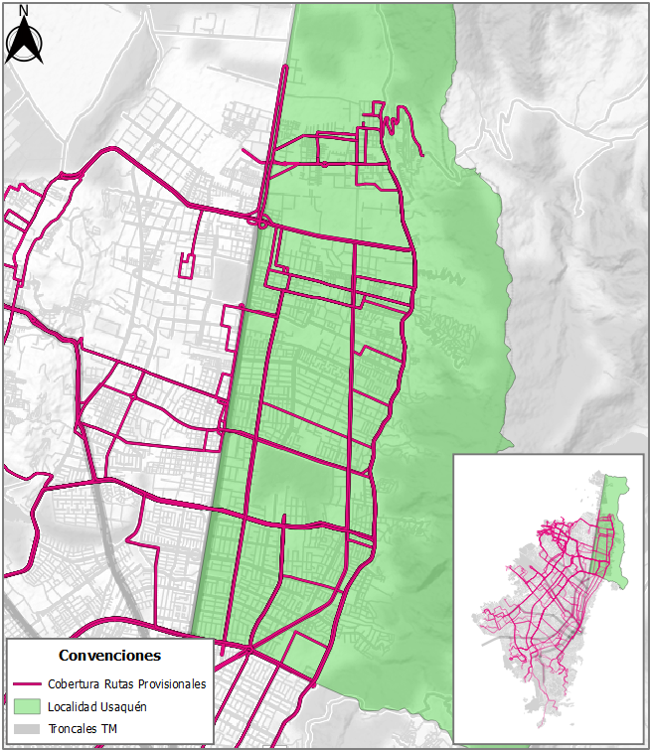 N
Convenciones
Cobertura Rutas Provisionales
Localidad Usaquén
Troncales TM